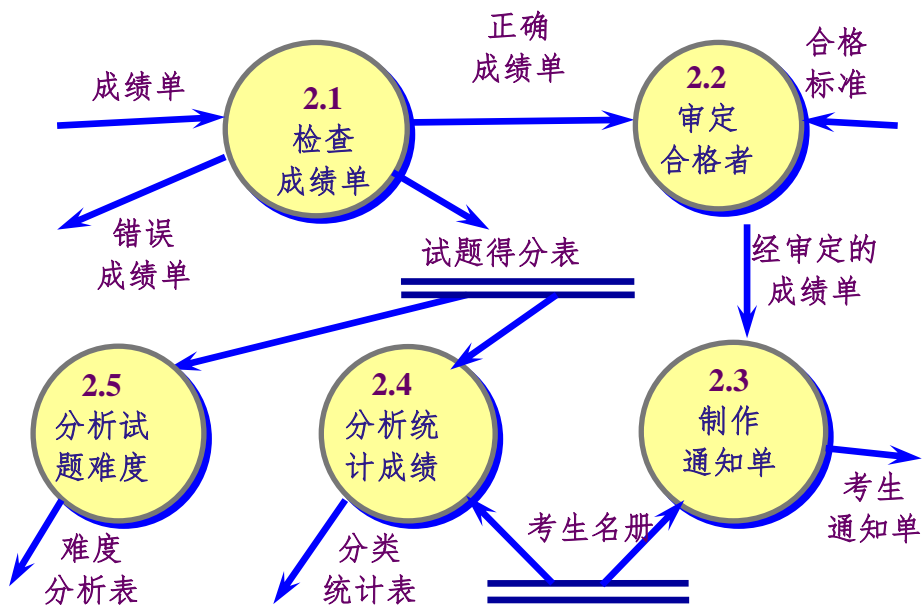 成绩单
2.1
检查
成绩单
正确
成绩单
2.2
审定
合格者
合格
标准
错误
成绩单
试题得分表
经审定的
成绩单
2.5
分析试
题难度
2.4
分析统
计成绩
2.3
制作
通知单
难度
分析表
分类
统计表
考生名册
考生
通知单